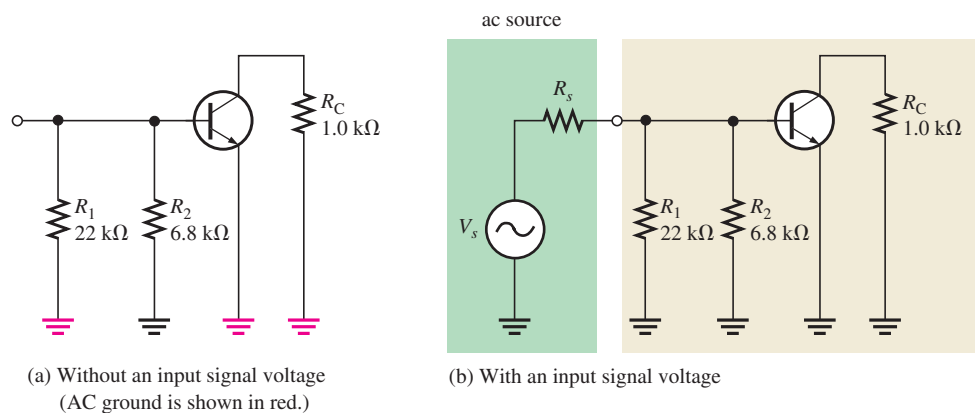 ac source
R_s
R_C
1.0 kΩ
R_1
22 kΩ
R_2
6.8 kΩ
V_s
R_C
1.0 kΩ
R_1
22 kΩ
R_2
6.8 kΩ
(a) Without an input signal voltage
(AC ground is shown in red.)
(b) With an input signal voltage